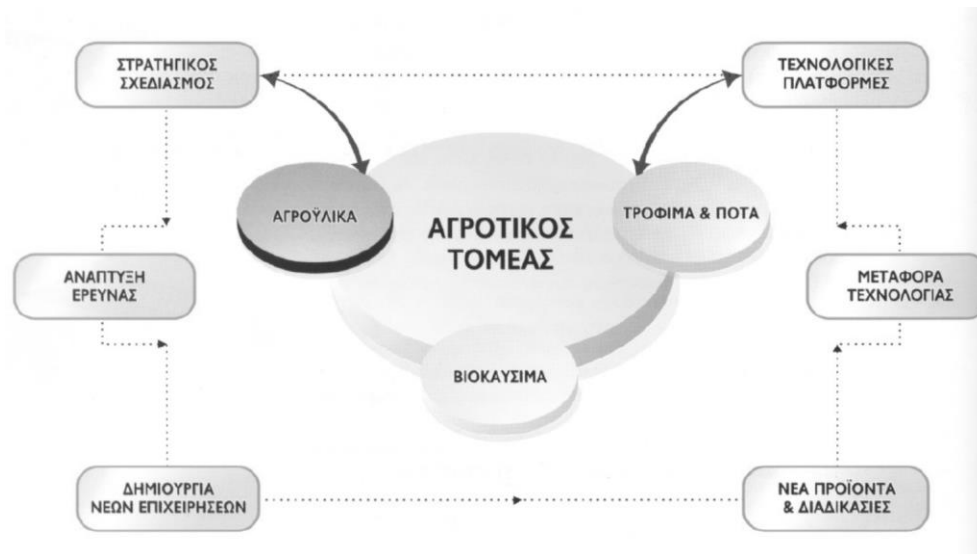 ΣΤΡΑΤΗΓΙΚΟΣ
ΣΧΕΔΙΑΣΜΟΣ
ΤΕΧΝΟΛΟΓΙΚΕΣ
ΠΛΑΤΦΟΡΜΕΣ
ΑΓΡΟΫΛΙΚΑ
ΑΓΡΟΤΙΚΟΣ
ΤΟΜΕΑΣ
ΤΡΟΦΙΜΑ & ΠΟΤΑ
ΑΝΑΠΤΥΞΗ
ΕΡΕΥΝΑΣ
ΜΕΤΑΦΟΡΑ
ΤΕΧΝΟΛΟΓΙΑΣ
ΒΙΟΚΑΥΣΙΜΑ
ΔΗΜΙΟΥΡΓΙΑ
ΝΕΩΝ ΕΠΙΧΕΙΡΗΣΕΩΝ
ΝΕΑ ΠΡΟΪΟΝΤΑ
& ΔΙΑΔΙΚΑΣΙΕΣ